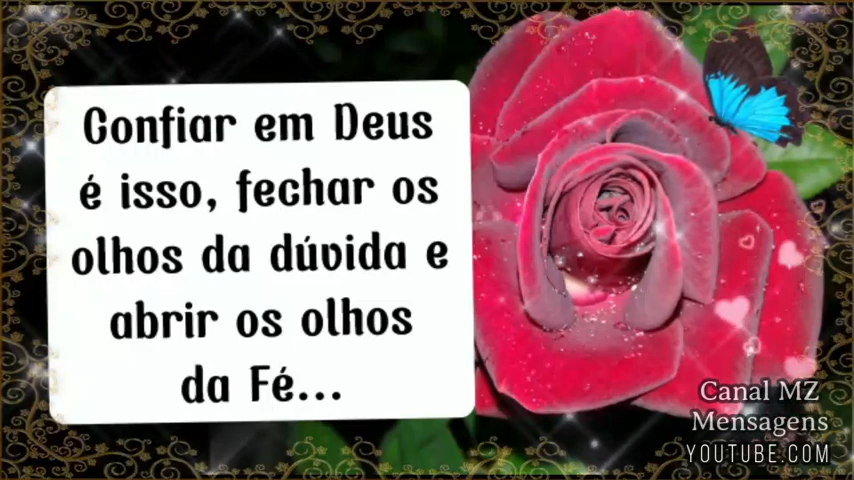 Confiar em Deus
é isso, fechar os
olhos da dúvida e
abrir os olhos
da Fé...
Canal MZ
Mensagens
YOUTUBE.COM